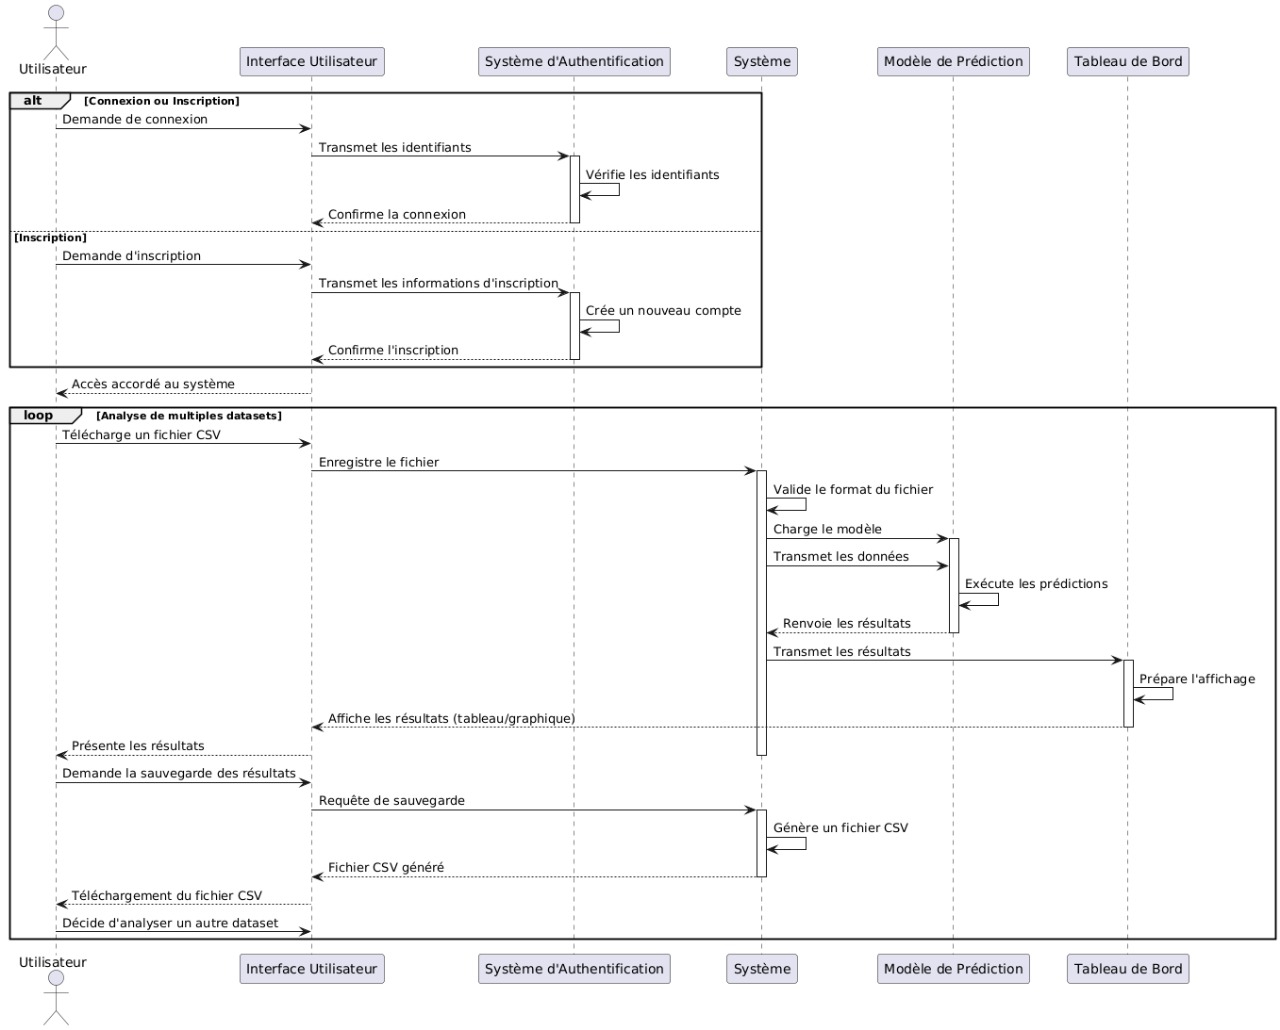 Utilisateur
Interface Utilisateur
Système d'Authentification
Système
Modèle de Prédiction
Tableau de Bord
alt
[Connexion ou Inscription]
Demande de connexion
Transmet les identifiants
Vérifie les identifiants
Confirme la connexion
[Inscription]
Demande d'inscription
Transmet les informations d'inscription
Crée un nouveau compte
Confirme l'inscription
Accès accordé au système
loop
[Analyse de multiples datasets]
Télécharge un fichier CSV
Enregistre le fichier
Valide le format du fichier
Charge le modèle
Transmet les données
Exécute les prédictions
Renvoie les résultats
Transmet les résultats
Prépare l'affichage
Affiche les résultats (tableau/graphique)
Présente les résultats
Demande la sauvegarde des résultats
Requête de sauvegarde
Génère un fichier CSV
Fichier CSV généré
Téléchargement du fichier CSV
Décide d'analyser un autre dataset
Utilisateur
Interface Utilisateur
Système d'Authentification
Système
Modèle de Prédiction
Tableau de Bord